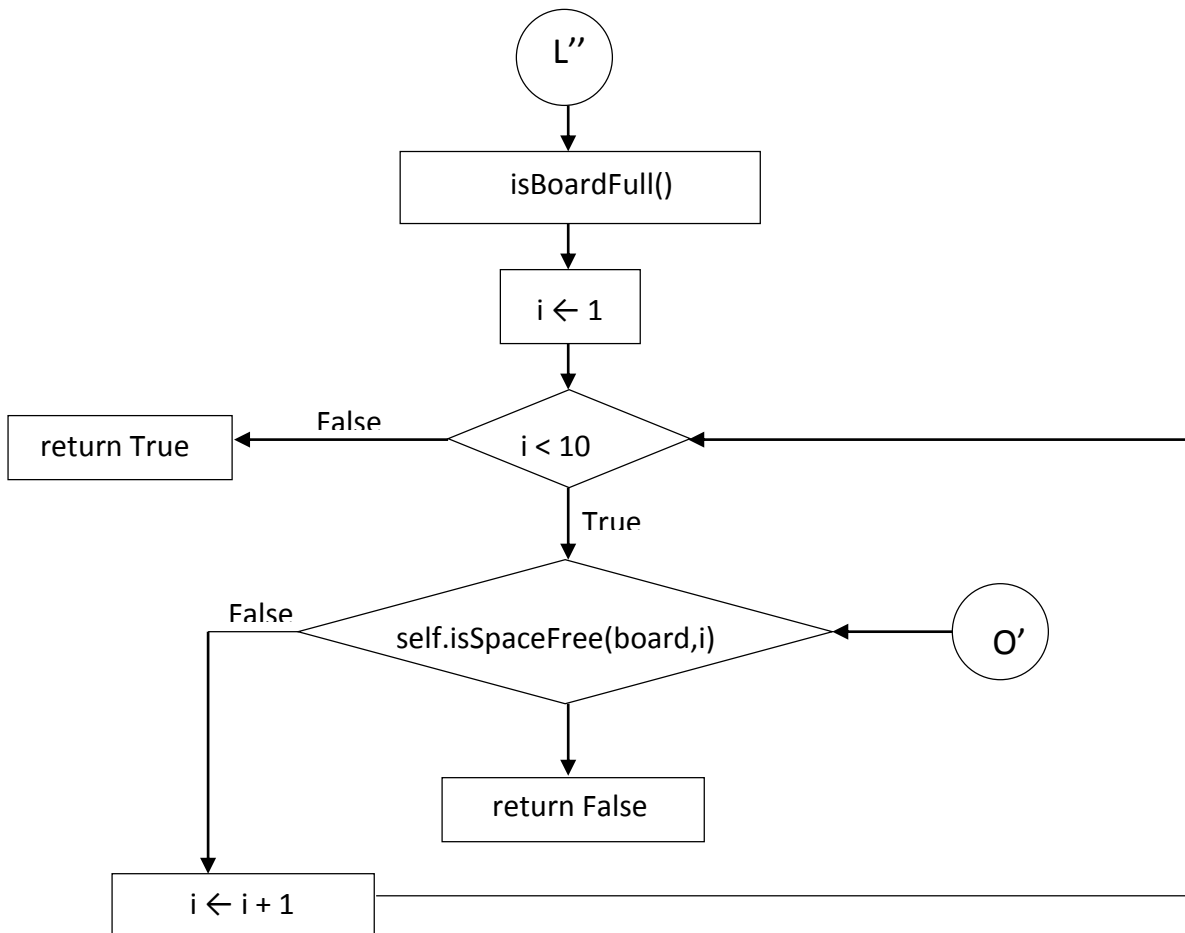 L’’
isBoardFull()
i ← 1
False
return True
i < 10
True
False
self.isSpaceFree(board,i)
O’
return False
i ← i + 1